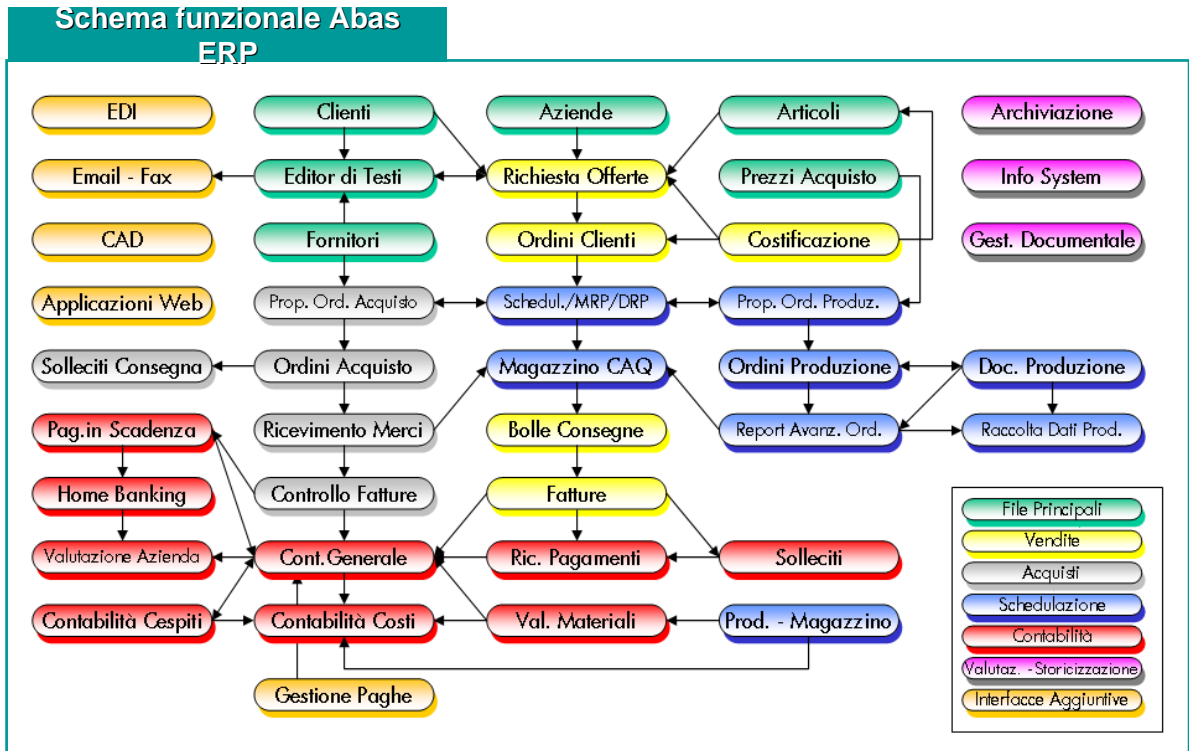 Schema funzionale Abas
ERP
EDI
Clienti
Aziende
Articoli
Archiviazione
Email - Fax
Editor di Testi
Richiesta Offerte
Prezzi Acquisto
Info System
CAD
Fornitori
Ordini Clienti
Costificazione
Gest. Documentale
Applicazioni Web
Prop. Ord. Acquisto
Schedul./MRP/DRP
Prop. Ord. Produz.
Solleciti Consegna
Ordini Acquisto
Magazzino CAQ
Ordini Produzione
Doc. Produzione
Pag.in Scadenza
Ricevimento Merci
Bolle Consegne
Report Avanz. Ord.
Raccolta Dati Prod.
Home Banking
Controllo Fatture
Fatture
Valutazione Azienda
Cont.Generale
Ric. Pagamenti
Solleciti
Contabilità Cespiti
Contabilità Costi
Val. Materiali
Prod. - Magazzino
Gestione Paghe
File Principali
Vendite
Acquisti
Schedulazione
Contabilità
Valutaz. -Storicizzazione
Interfacce Aggiuntive